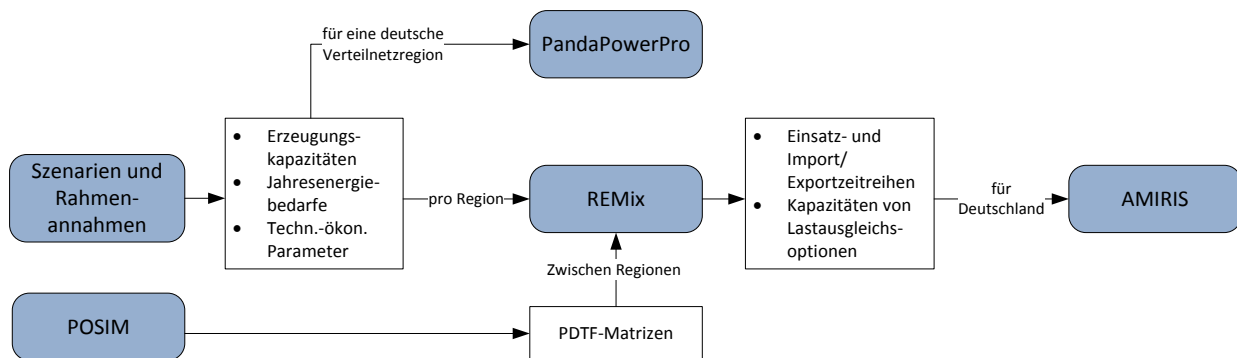 für eine deutsche
Verteilnetzregion
PandaPowerPro
Szenarien und
Rahmen-
annahmen
• Erzeugungs-
kapazitäten
• Jahresenergie-
bedarfe
• Techn.-ökon.
Parameter
pro Region
REMix
• Einsatz- und
Import/
Exportzeitreihen
• Kapazitäten von
Lastausgleichs-
optionen
für
Deutschland
AMIRIS
Zwischen Regionen
POSIM
PDTF-Matrizen